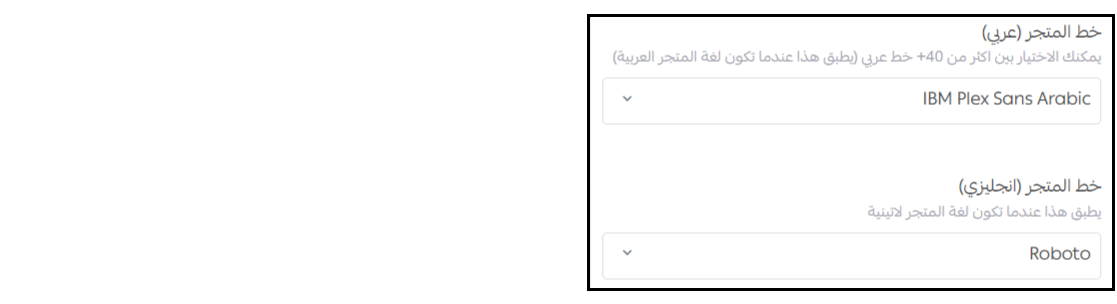 خط المتجر (عربي)
يمكنك الاختيار بين اكثر من 40+ خط عربي (يطبق هذا عندما تكون لغة المتجر العربية)
IBM Plex Sans Arabic
خط المتجر (انجليزي)
يطبق هذا عندما تكون لغة المتجر لاتينية
Roboto